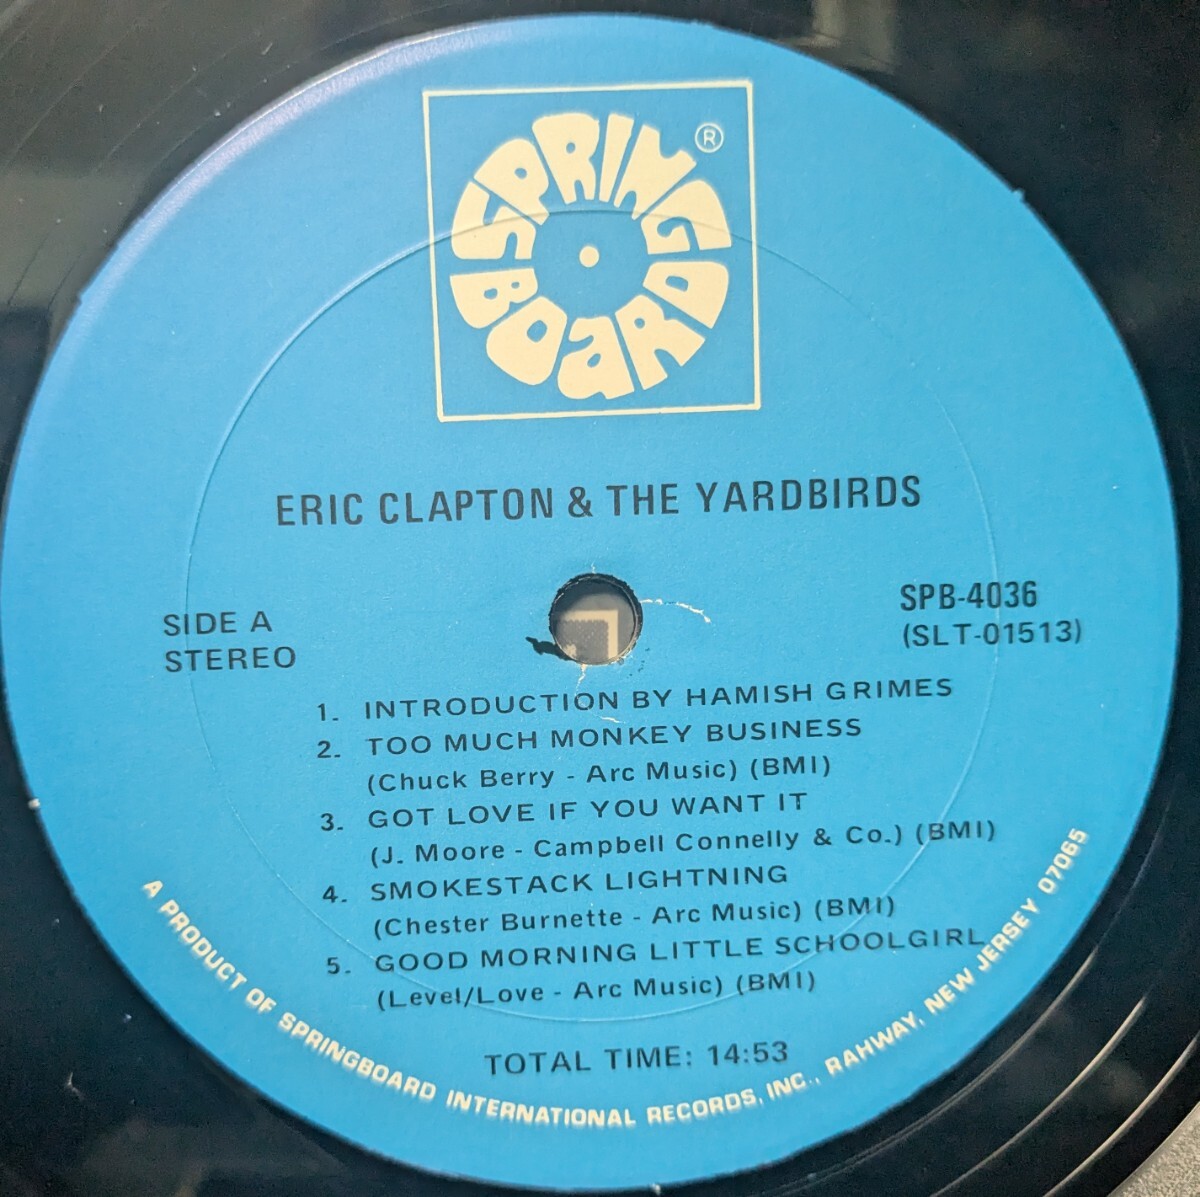 SPRING
BOARD
®
ERIC CLAPTON & THE YARDBIRDS
SIDE A
STEREO
SPB-4036
(SLT-01513)
1. INTRODUCTION BY HAMISH GRIMES
2. TOO MUCH MONKEY BUSINESS
(Chuck Berry - Arc Music) (BMI)
3. GOT LOVE IF YOU WANT IT
(J. Moore - Campbell Connelly & Co.) (BMI)
4. SMOKESTACK LIGHTNING
(Chester Burnette - Arc Music) (BMI)
5. GOOD MORNING LITTLE SCHOOLGIRL
(Level/Love - Arc Music) (BMI)
TOTAL TIME: 14:53
A PRODUCT OF SPRINGBOARD INTERNATIONAL RECORDS, INC., RAHWAY, NEW JERSEY 07065